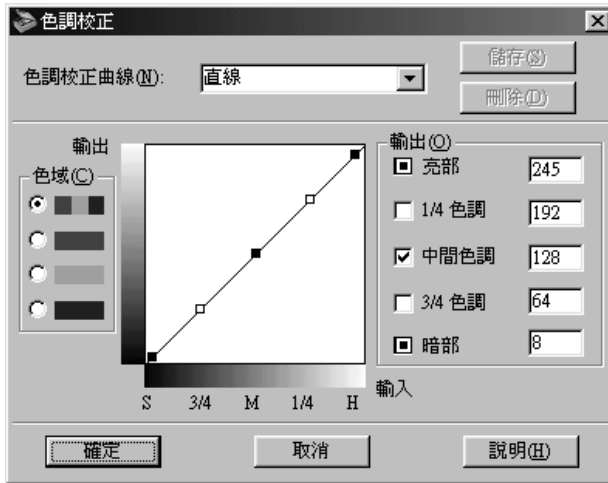 色調校正
色調校正曲線(N):
直線
儲存(S)
刪除(D)
輸出
色域(C)
輸出(O)
亮部 245
1/4 色調 192
中間色調 128
3/4 色調 64
暗部 8
輸入
S 3/4 M 1/4 H
確定
取消
說明(H)